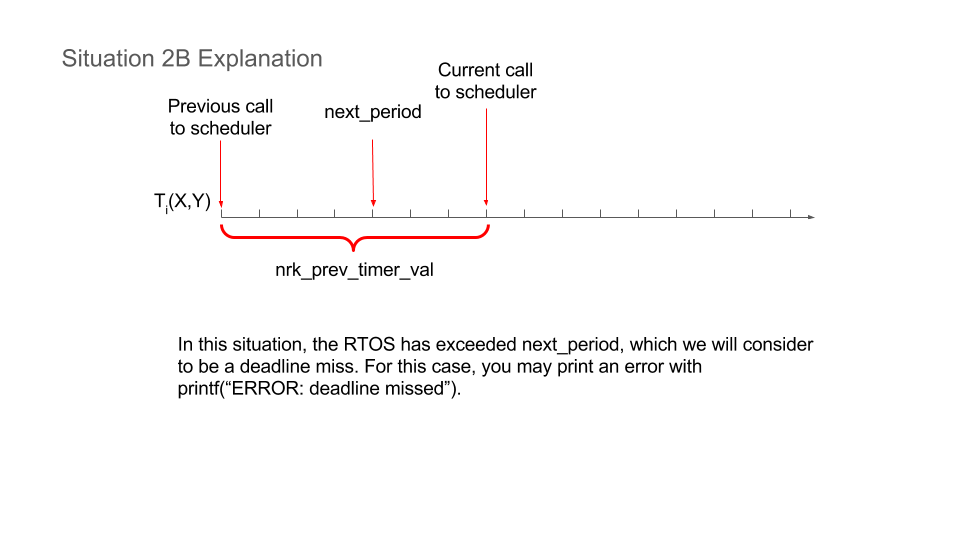 Situation 2B Explanation
Current call
to scheduler
Previous call
to scheduler
next_period
Ti(X,Y)
nrk_prev_timer_val
In this situation, the RTOS has exceeded next_period, which we will consider
to be a deadline miss. For this case, you may print an error with
printf(“ERROR: deadline missed”).